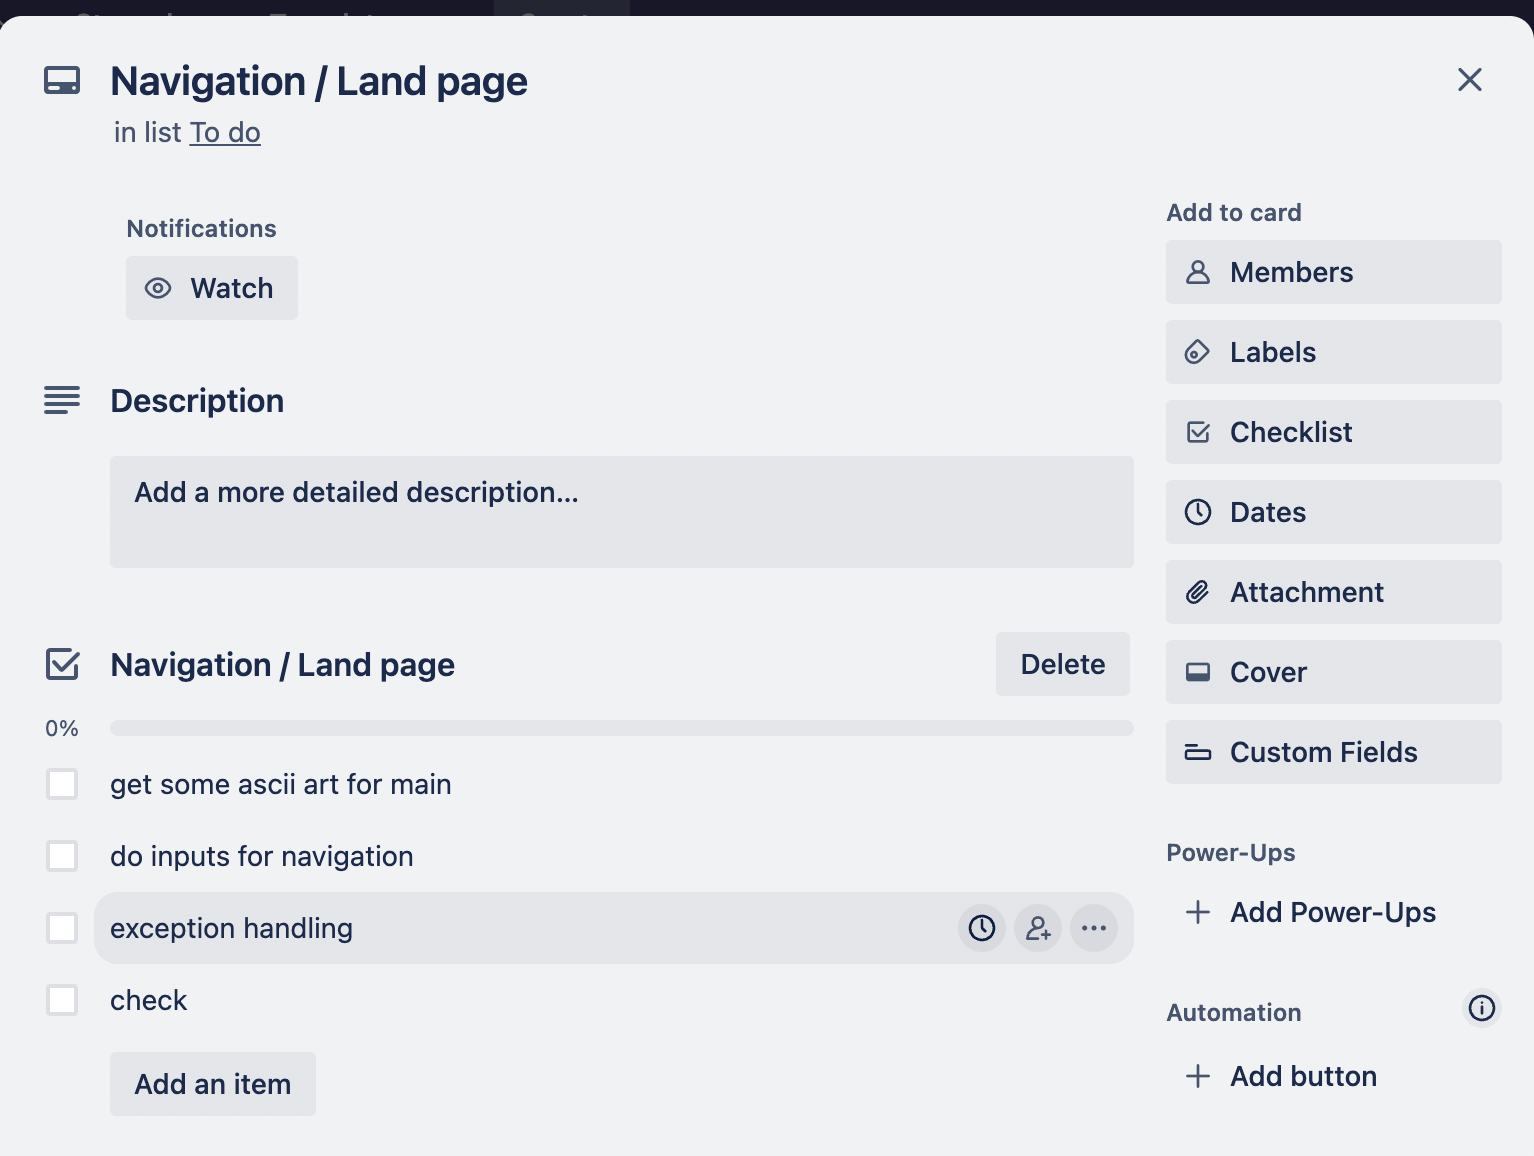 Navigation / Land page
in list To do
Notifications
Watch
Description
Add a more detailed description...
Navigation / Land page
Delete
0%
get some ascii art for main
do inputs for navigation
exception handling
check
Add an item
Add to card
Members
Labels
Checklist
Dates
Attachment
Cover
Custom Fields
Power-Ups
Add Power-Ups
Automation
Add button